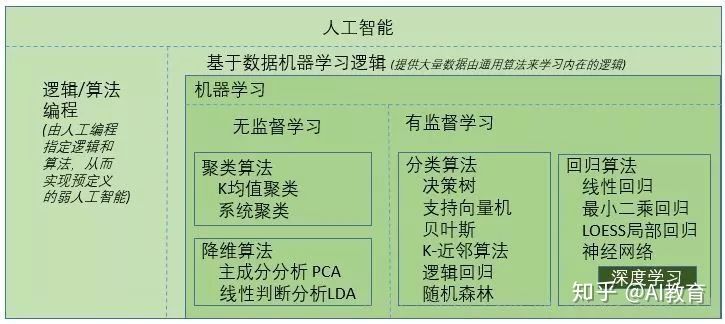 人工智能
逻辑/算法
编程
(由人工编程
指定逻辑和
算法，从而
实现预定义
的弱人工智能)
基于数据机器学习逻辑 (提供大量数据由通用算法来学习内在的逻辑)
机器学习
无监督学习
聚类算法
K均值聚类
系统聚类
降维算法
主成分分析 PCA
线性判断分析LDA
有监督学习
分类算法
决策树
支持向量机
贝叶斯
K-近邻算法
逻辑回归
随机森林
回归算法
线性回归
最小二乘回归
LOESS局部回归
神经网络
深度学习
知乎 @AI教育